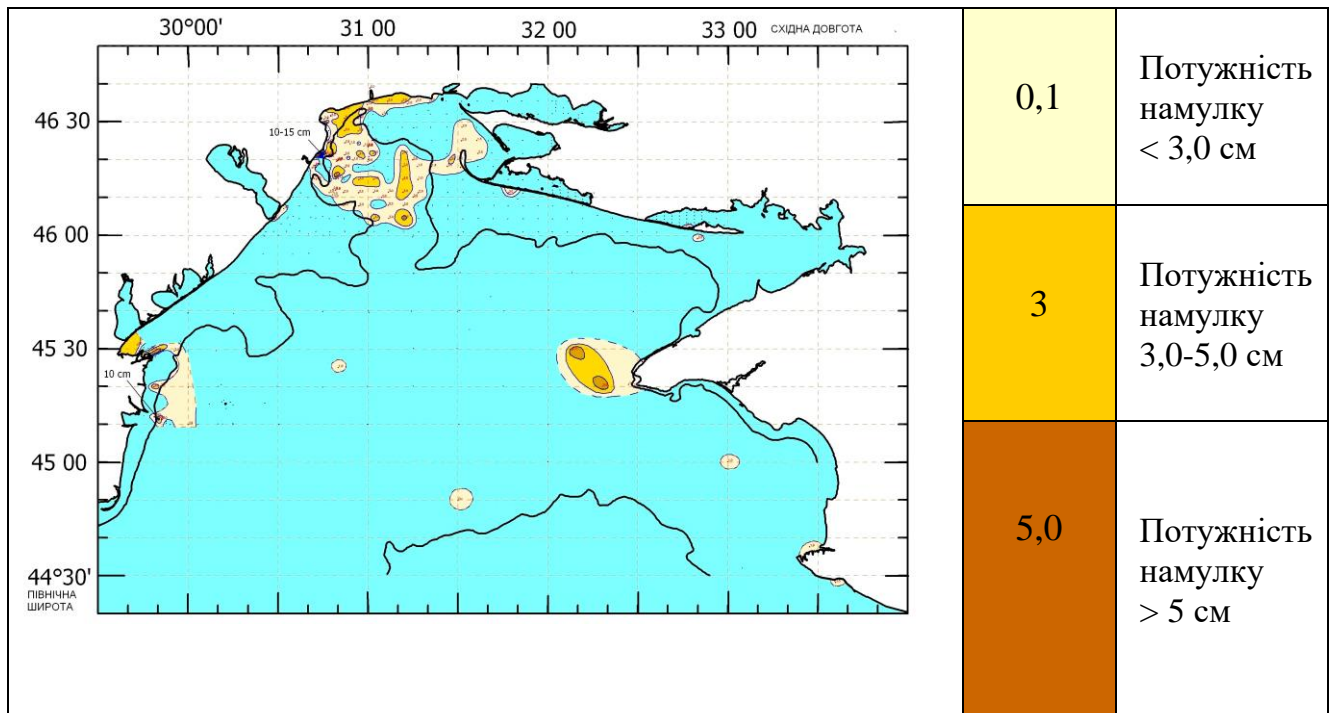 30°00' 31 00 32 00 33 00 СХІДНА ДОВГОТА
46 30
10-15 cm
46 00
45 30
10 cm
45 00
44°30'
ПІВНІЧНА
ШИРОТА
0,1
Потужність
намулку
< 3,0 см
3
Потужність
намулку
3,0-5,0 см
5,0
Потужність
намулку
> 5 см